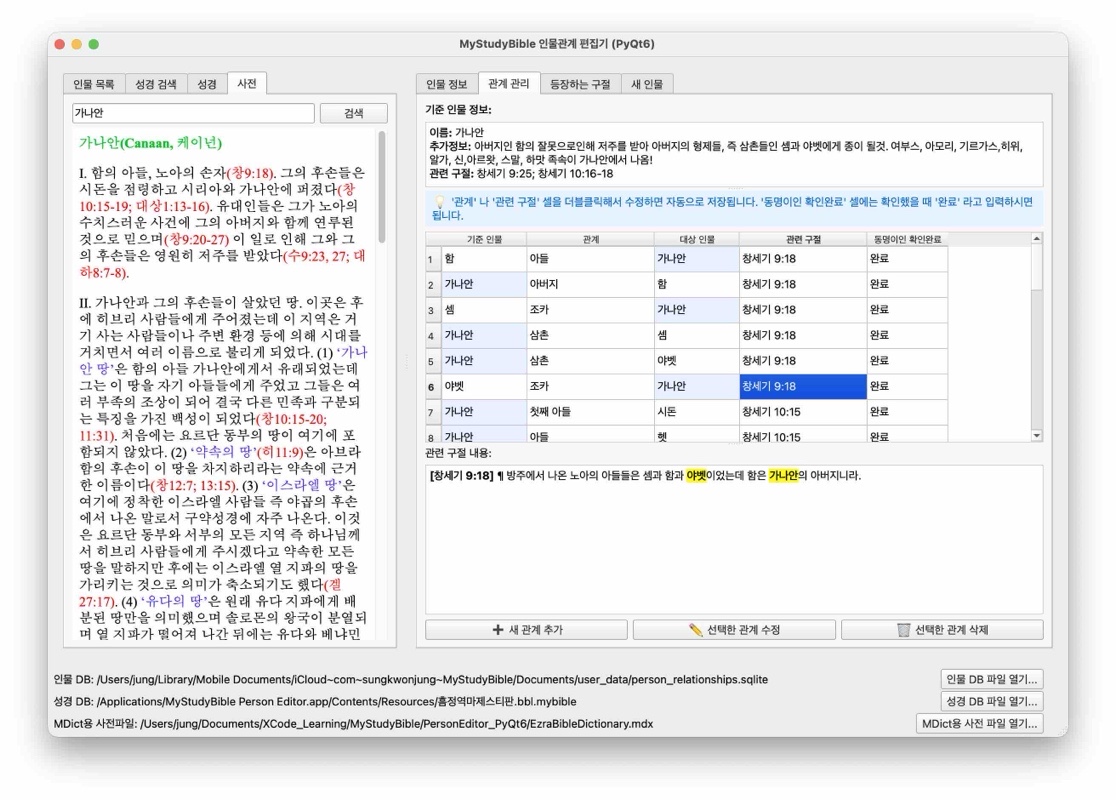 MyStudyBible 인물관계 편집기 (PyQt6)
인물 목록 성경 검색 성경 사전
가나안 검색
가나안(Canaan, 케이넌)
I. 함의 아들, 노아의 손자(창9:18). 그의 후손들은
시돈을 점령하고 시리아와 가나안에 퍼졌다(창
10:15-19; 대상1:13-16). 유대인들은 그가 노아의
수치스러운 사건에 그의 아버지와 함께 연루된
것으로 믿으며(창9:20-27) 이 일로 인해 그와 그
의 후손들은 영원히 저주를 받았다(수9:23, 27; 대
하8:7-8).
II. 가나안과 그의 후손들이 살았던 땅. 이곳은 후
에 히브리 사람들에게 주어졌는데 이 지역은 거
기 사는 사람들이나 주변 환경 등에 의해 시대를
거치면서 여러 이름으로 불리게 되었다. (1) ‘가나
안 땅’은 함의 아들 가나안에게서 유래되었는데
그는 이 땅을 자기 아들들에게 주었고 그들은 여
러 부족의 조상이 되어 결국 다른 민족과 구분되
는 특징을 가진 백성이 되었다(창10:15-20;
11:31). 처음에는 요르단 동부의 땅이 여기에 포
함되지 않았다. (2) ‘약속의 땅’(히11:9)은 아브라
함의 후손이 이 땅을 차지하리라는 약속에 근거
한 이름이다(창12:7; 13:15). (3) ‘이스라엘 땅’은
여기에 정착한 이스라엘 사람들 즉 야곱의 후손
에서 나온 말로서 구약성경에 자주 나온다. 이것
은 요르단 동부와 서부의 모든 지역 즉 하나님께
서 히브리 사람들에게 주시겠다고 약속한 모든
땅을 말하지만 후에는 이스라엘 열 지파의 땅을
가리키는 것으로 의미가 축소되기도 했다(겔
27:17). (4) ‘유다의 땅’은 원래 유다 지파에게 배
분된 땅만을 의미했으며 솔로몬의 왕국이 분열되
며 열 지파가 떨어져 나간 뒤에는 유다와 베냐민
인물 정보 관계 관리 등장하는 구절 새 인물
기준 인물 정보:
이름: 가나안
추가정보: 아버지인 함의 잘못으로인해 저주를 받아 아버지의 형제들, 즉 삼촌들인 셈과 야벳에게 종이 될것. 여부스, 아모리, 기르가스,히위,
알가, 신,아르왓, 스말, 하맛 족속이 가나안에서 나옴!
관련 구절: 창세기 9:25; 창세기 10:16-18
💡 '관계' 나 '관련 구절' 셀을 더블클릭해서 수정하면 자동으로 저장됩니다. '동명이인 확인완료' 셀에는 확인했을 때 '완료' 라고 입력하시면
됩니다.
기준 인물 관계 대상 인물 관련 구절 동명이인 확인완료
1 함 아들 가나안 창세기 9:18 완료
2 가나안 아버지 함 창세기 9:18 완료
3 셈 조카 가나안 창세기 9:18 완료
4 가나안 삼촌 셈 창세기 9:18 완료
5 가나안 삼촌 야벳 창세기 9:18 완료
6 야벳 조카 가나안 창세기 9:18 완료
7 가나안 첫째 아들 시돈 창세기 10:15 완료
8 가나안 아들 헷 창세기 10:15 완료
관련 구절 내용:
[창세기 9:18] ¶ 방주에서 나온 노아의 아들들은 셈과 함과 야벳이었는데 함은 가나안의 아버지니라.
➕ 새 관계 추가 ✏️ 선택한 관계 수정 🗑️ 선택한 관계 삭제
인물 DB: /Users/jung/Library/Mobile Documents/iCloud~com~sungkwonjung~MyStudyBible/Documents/user_data/person_relationships.sqlite 인물 DB 파일 열기...
성경 DB: /Applications/MyStudyBible Person Editor.app/Contents/Resources/흠정역마제스티판.bbl.mybible 성경 DB 파일 열기...
MDict용 사전파일: /Users/jung/Documents/XCode_Learning/MyStudyBible/PersonEditor_PyQt6/EzraBibleDictionary.mdx MDict용 사전 파일 열기...